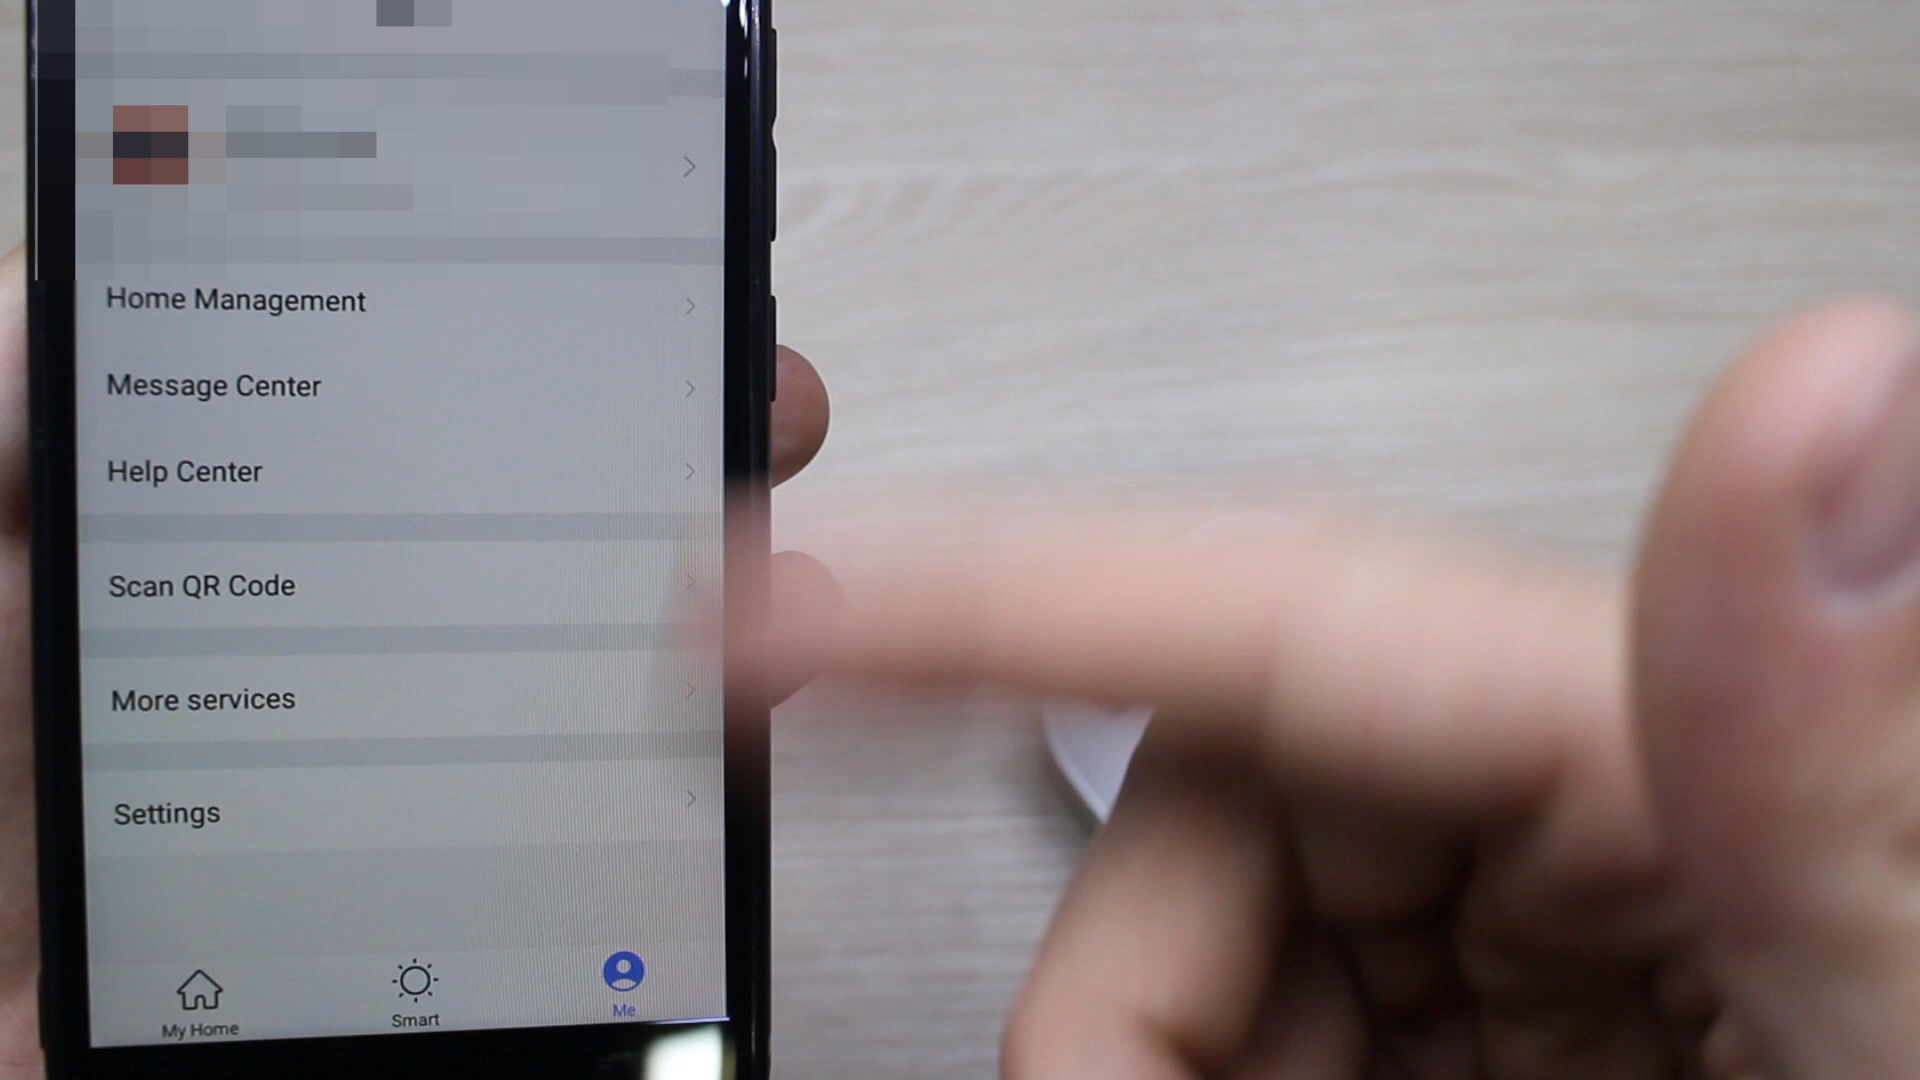 Home Management
Message Center
Help Center
Scan QR Code
More services
Settings
My Home
Smart
Me